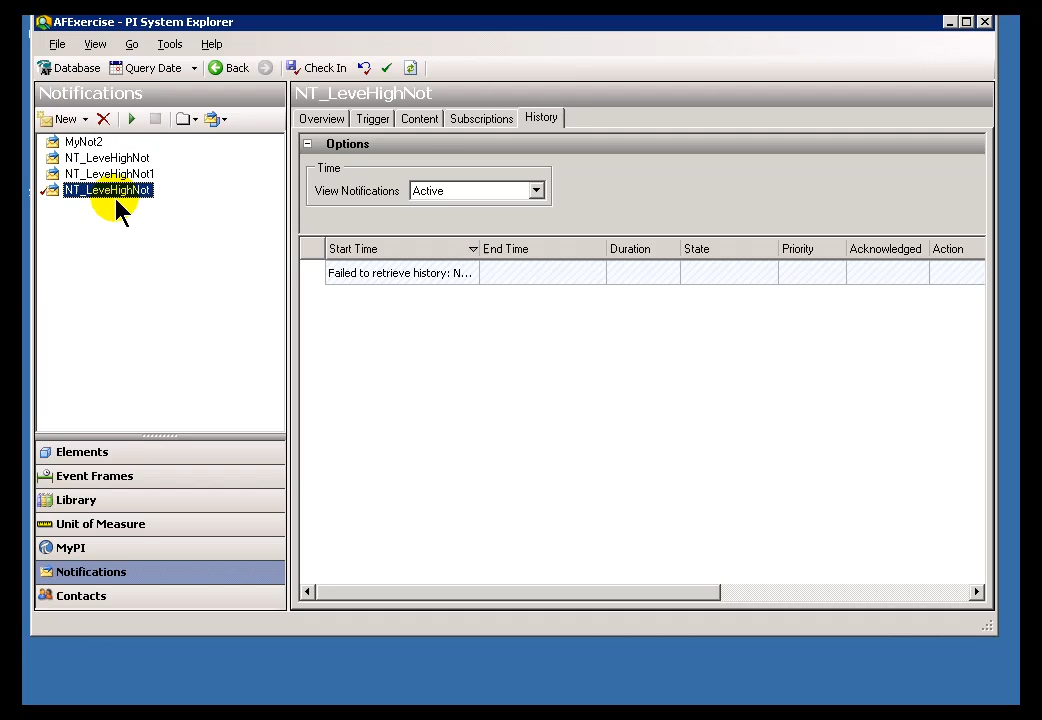 AFExercise - PI System Explorer
File View Go Tools Help
Database Query Date Back Check In
Notifications
NT_LeveHighNot
New
Overview Trigger Content Subscriptions History
MyNot2
NT_LeveHighNot
NT_LeveHighNot1
NT_LeveHighNot
Options
Time
View Notifications Active
Start Time End Time Duration State Priority Acknowledged Action
Failed to retrieve history: N...
Elements
Event Frames
Library
Unit of Measure
MyPI
Notifications
Contacts